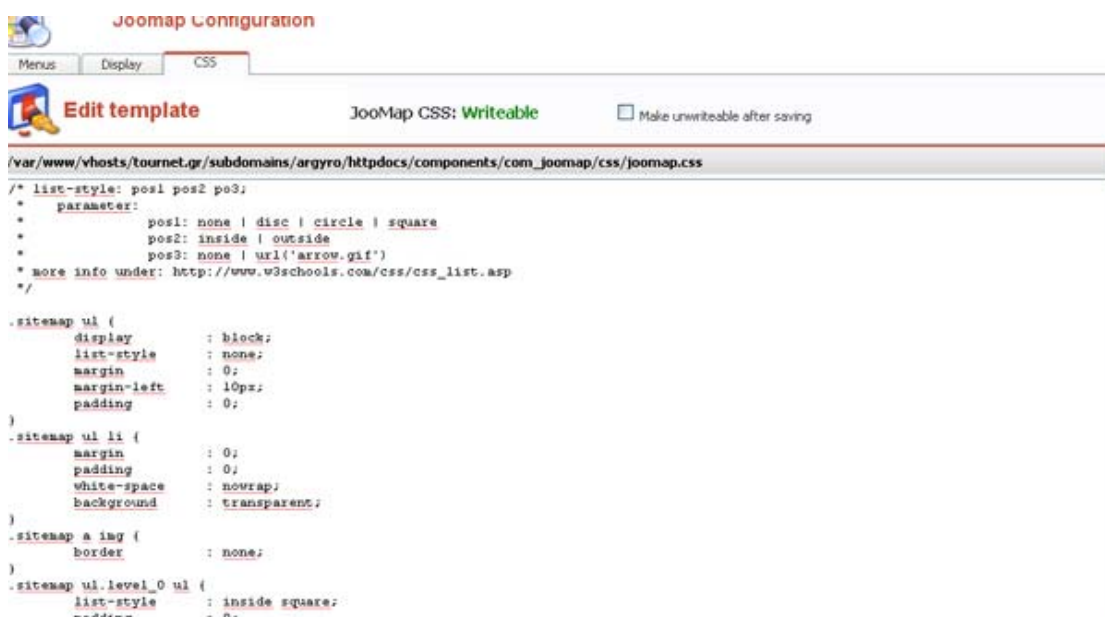 Joomap Configuration
Menus Display CSS
Edit template JooMap CSS: Writeable Make unwriteable after saving
/var/www/vhosts/tournet.gr/subdomains/argyro/httpdocs/components/com_joomap/css/joomap.css
/* list-style: pos1 pos2 po3;
* parameter:
* pos1: none | disc | circle | square
* pos2: inside | outside
* pos3: none | url('arrow.gif')
* more info under: http://www.w3schools.com/css/css_list.asp
*/
.sitemap ul {
display : block;
list-style : none;
margin : 0;
margin-left : 10px;
padding : 0;
}
.sitemap ul li {
margin : 0;
padding : 0;
white-space : nowrap;
background : transparent;
}
.sitemap a img {
border : none;
}
.sitemap ul.level_0 ul {
list-style : inside square;
padding : 0;